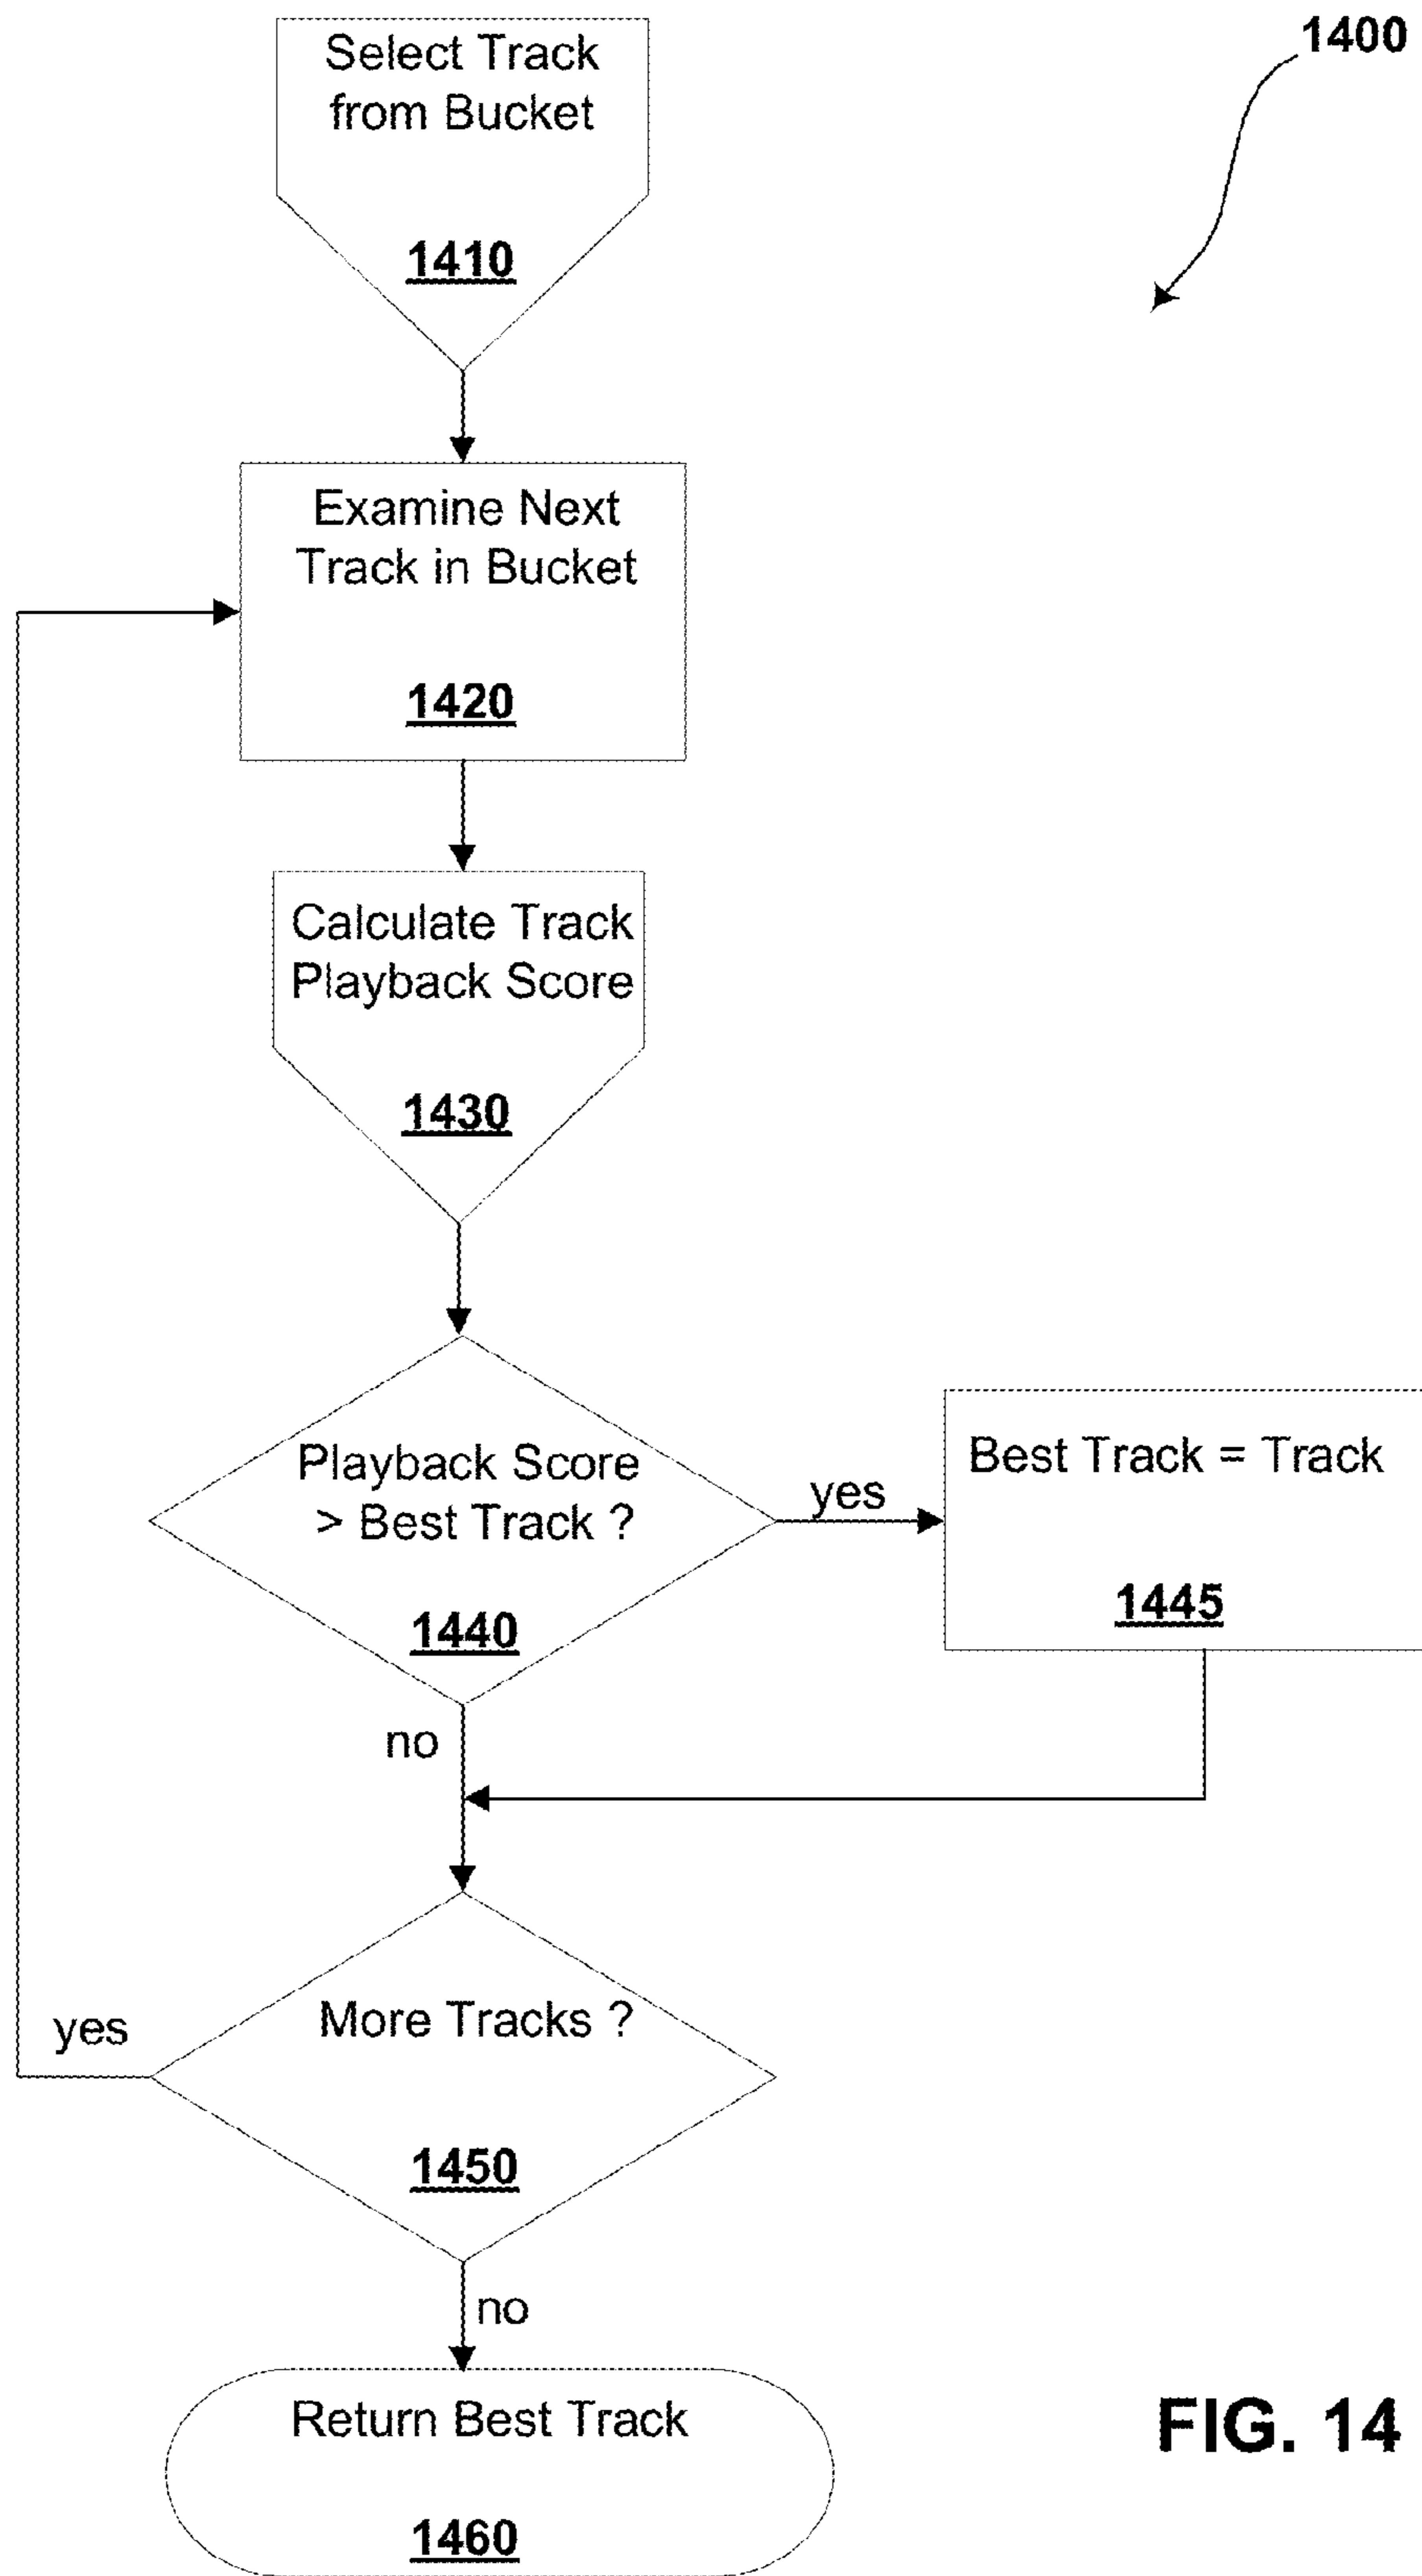 1400
Select Track
from Bucket
1410
Examine Next
Track in Bucket
1420
Calculate Track
Playback Score
1430
Playback Score
> Best Track ?
1440
yes
Best Track = Track
1445
no
More Tracks ?
1450
yes
no
Return Best Track
1460
FIG. 14